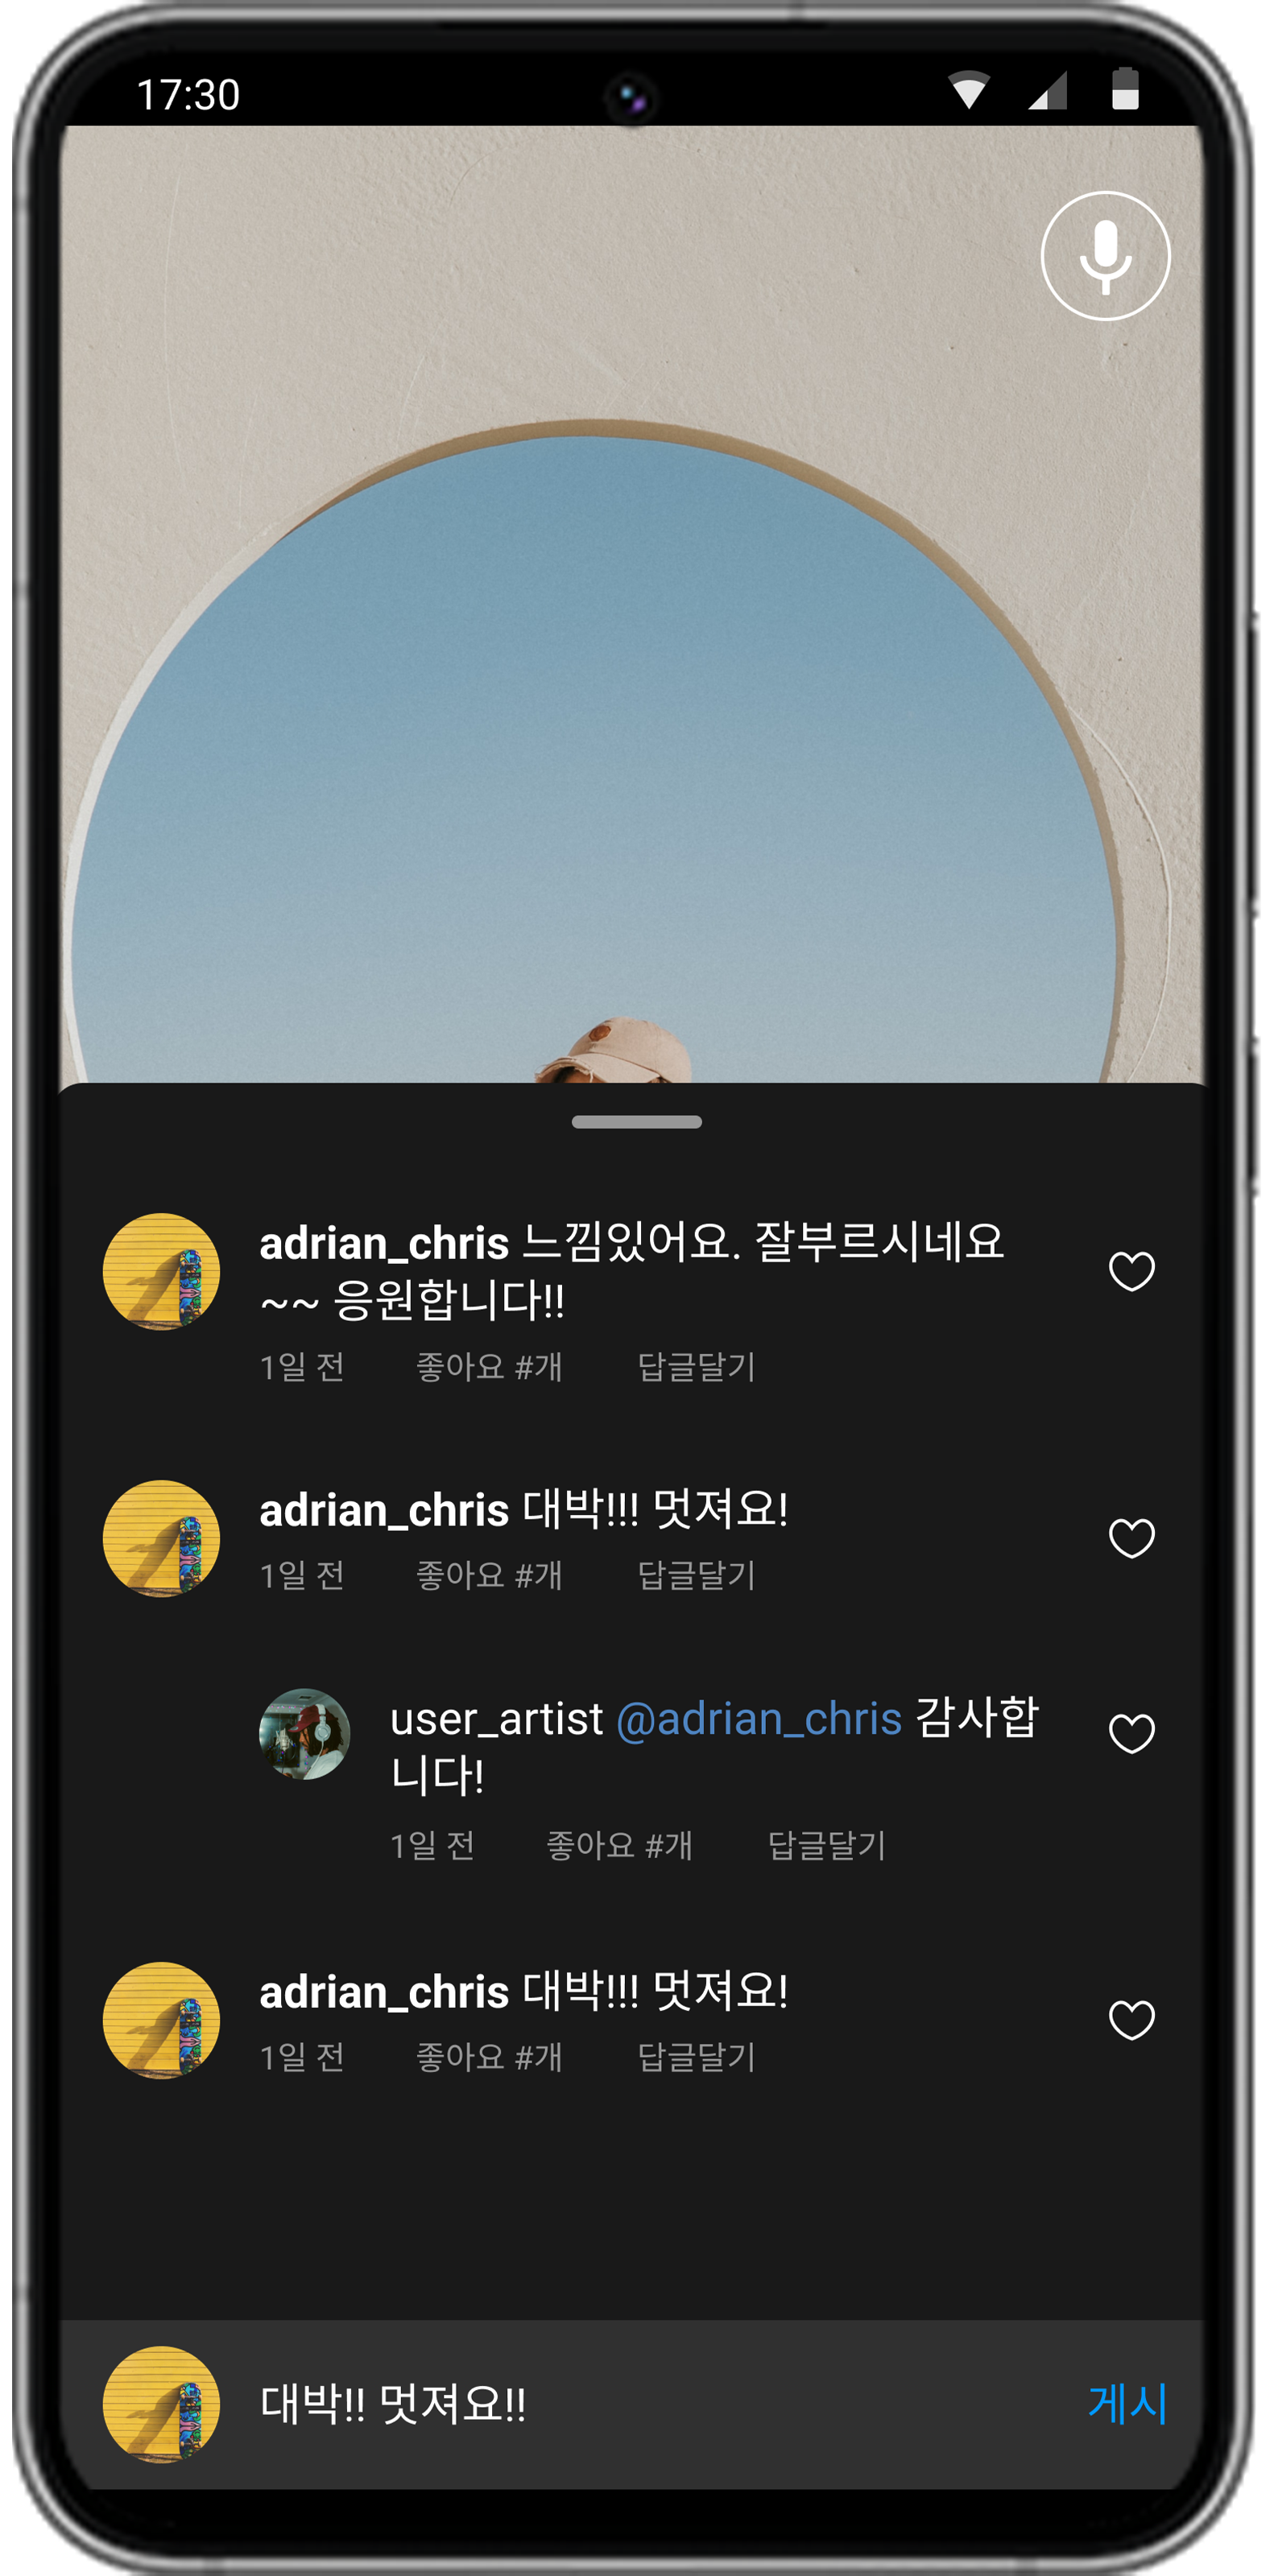 17:30
adrian_chris 느낌있어요. 잘부르시네요
~~ 응원합니다!!
1일 전 좋아요 #개 답글달기
adrian_chris 대박!!! 멋져요!
1일 전 좋아요 #개 답글달기
user_artist @adrian_chris 감사합
니다!
1일 전 좋아요 #개 답글달기
adrian_chris 대박!!! 멋져요!
1일 전 좋아요 #개 답글달기
대박!! 멋져요!! 게시